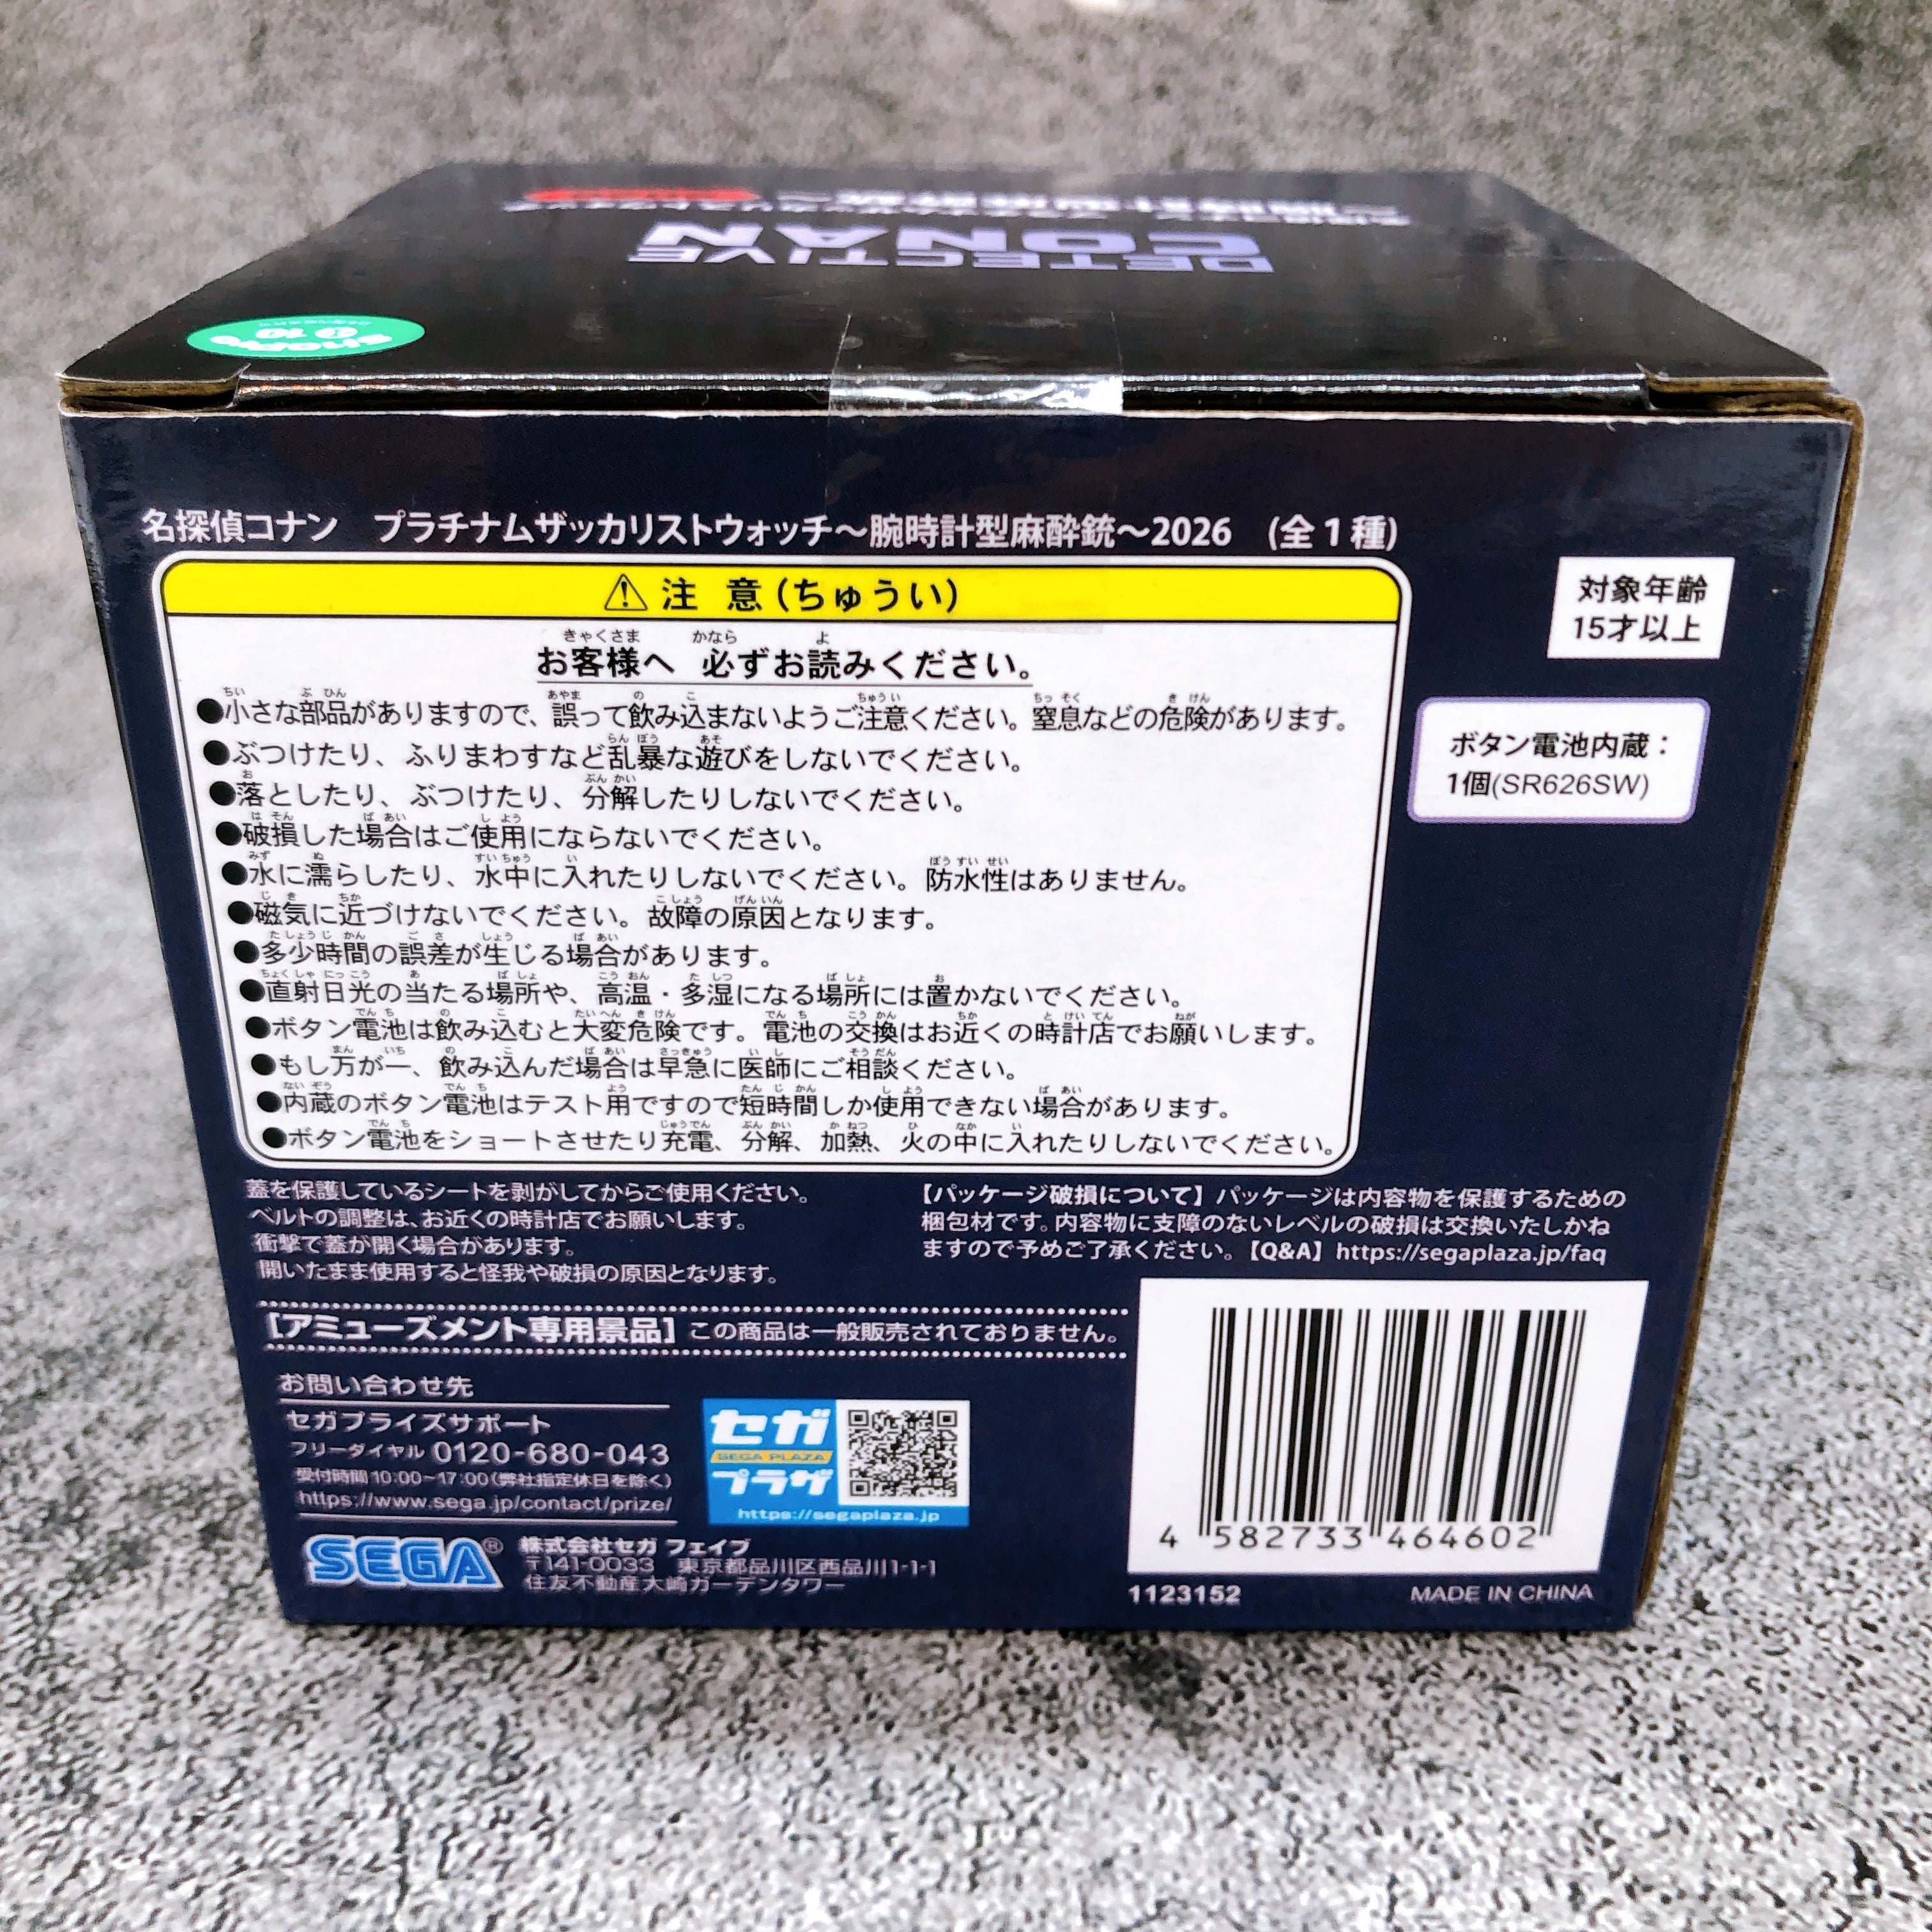 DETECTIVE
CONAN
名探偵コナン プラチナムザッカリストウォッチ～腕時計型麻酔銃～2026 (全1種)
対象年齢
15才以上
ボタン電池内蔵：
1個(SR626SW)
⚠注 意(ちゅうい)
お客様へ 必ずお読みください。
●小さな部品がありますので、誤って飲み込まないようご注意ください。窒息などの危険があります。
●ぶつけたり、ふりまわすなど乱暴な遊びをしないでください。
●落としたり、ぶつけたり、分解したりしないでください。
●破損した場合はご使用にならないでください。
●水に濡らしたり、水中に入れたりしないでください。防水性はありません。
●磁気に近づけないでください。故障の原因となります。
●多少時間の誤差が生じる場合があります。
●直射日光の当たる場所や、高温・多湿になる場所には置かないでください。
●ボタン電池は飲み込むと大変危険です。電池の交換はお近くの時計店でお願いします。
●もし万が一、飲み込んだ場合は早急に医師にご相談ください。
●内蔵のボタン電池はテスト用ですので短時間しか使用できない場合があります。
●ボタン電池をショートさせたり充電、分解、加熱、火の中に入れたりしないでください。
蓋を保護しているシートを剥がしてからご使用ください。
ベルトの調整は、お近くの時計店でお願いします。
衝撃で蓋が開く場合があります。
開いたまま使用すると怪我や破損の原因となります。
【パッケージ破損について】パッケージは内容物を保護するための
梱包材です。内容物に支障のないレベルの破損は交換いたしかね
ますので予めご了承ください。【Q&A】https://segaplaza.jp/faq
[アミューズメント専用景品] この商品は一般販売されておりません。
お問い合わせ先
セガプライズサポート
フリーダイヤル 0120-680-043
受付時間10:00~17:00(弊社指定休日を除く)
https://www.sega.jp/contact/prize/
セガ
SEGA PLAZA
プラザ
https://segaplaza.jp
SEGA®
株式会社セガ フェイブ
〒141-0033 東京都品川区西品川1-1-1
住友不動産大崎ガーデンタワー
4 582733 464602
1123152
MADE IN CHINA